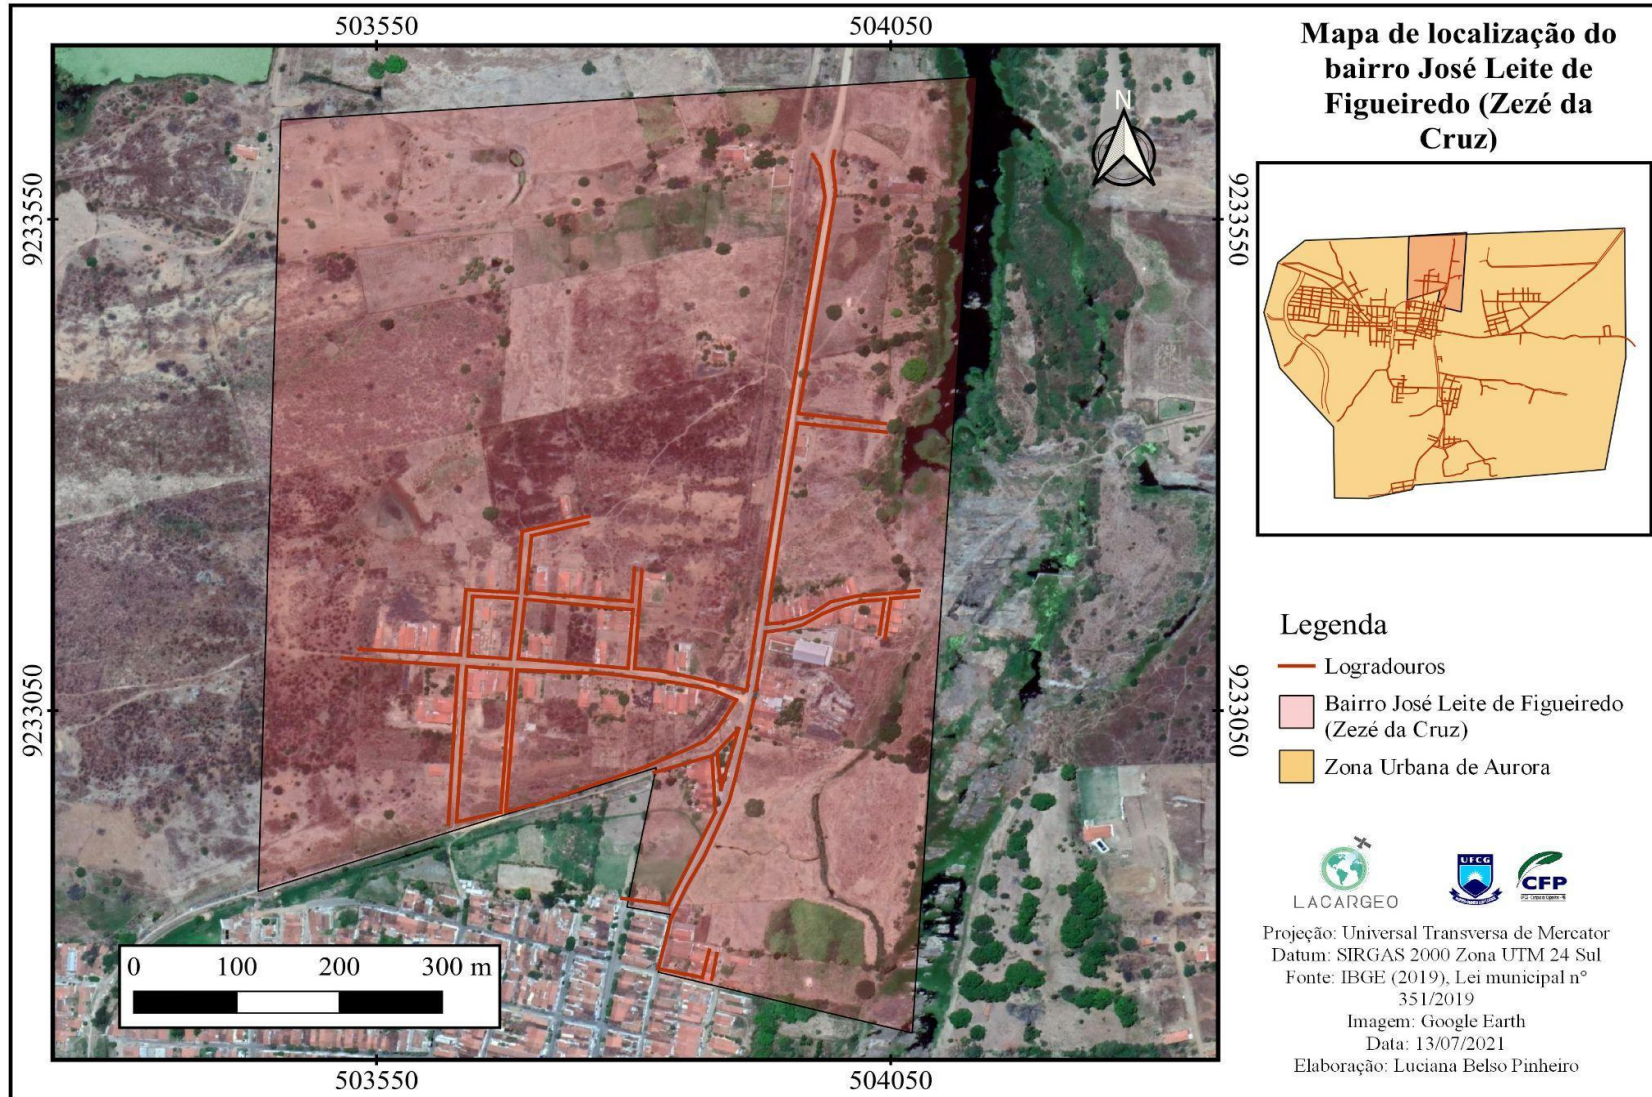 503550
504050
Mapa de localização do
bairro José Leite de
Figueiredo (Zezé da
Cruz)
N
9233550
9233550
9233050
9233050
Legenda
Logradouros
Bairro José Leite de Figueiredo
(Zezé da Cruz)
Zona Urbana de Aurora
LACARGEO
UFCG
CFP
Projeção: Universal Transversa de Mercator
Datum: SIRGAS 2000 Zona UTM 24 Sul
Fonte: IBGE (2019), Lei municipal n°
351/2019
Imagem: Google Earth
Data: 13/07/2021
Elaboração: Luciana Belso Pinheiro
0 100 200 300 m
503550
504050